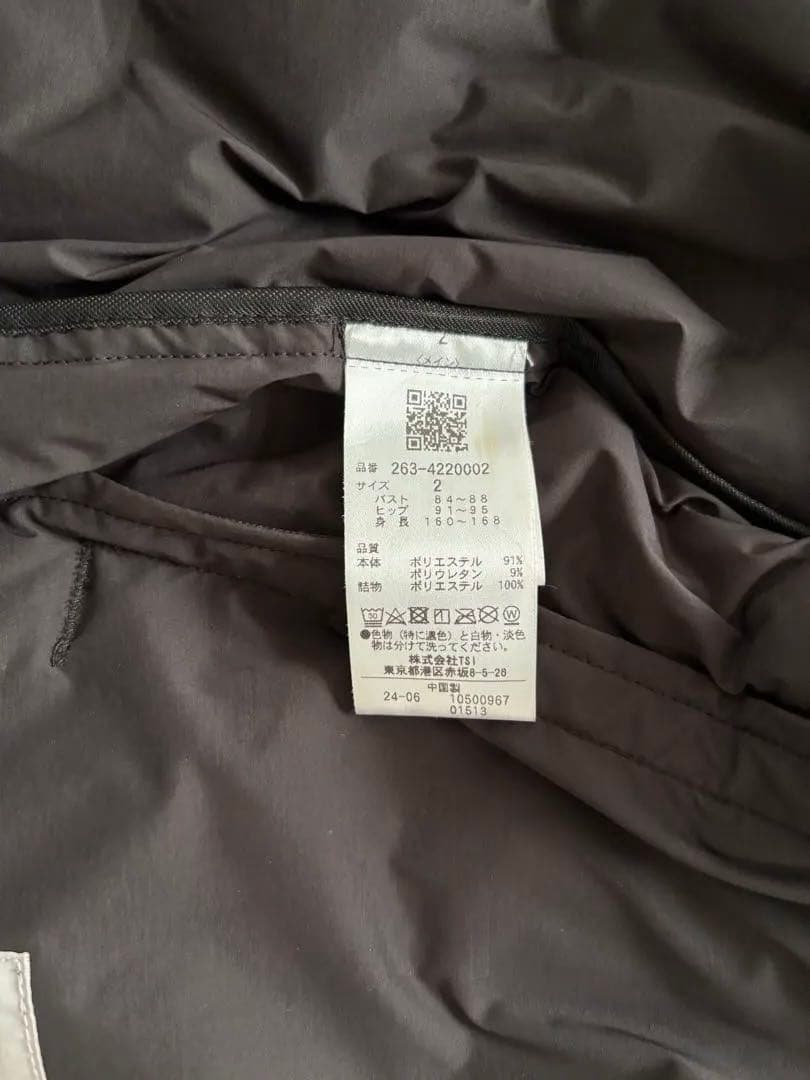 2
(メイン)
品番 263-4220002
サイズ 2
バスト 84～88
ヒップ 91～95
身 長 160～168
品質
本体 ポリエステル 91%
ポリウレタン 9%
詰物 ポリエステル 100%
●色物（特に濃色）と白物・淡色
物は分けて洗ってください。
株式会社TSI
東京都港区赤坂8-5-28
中国製
24-06 10500967
01513